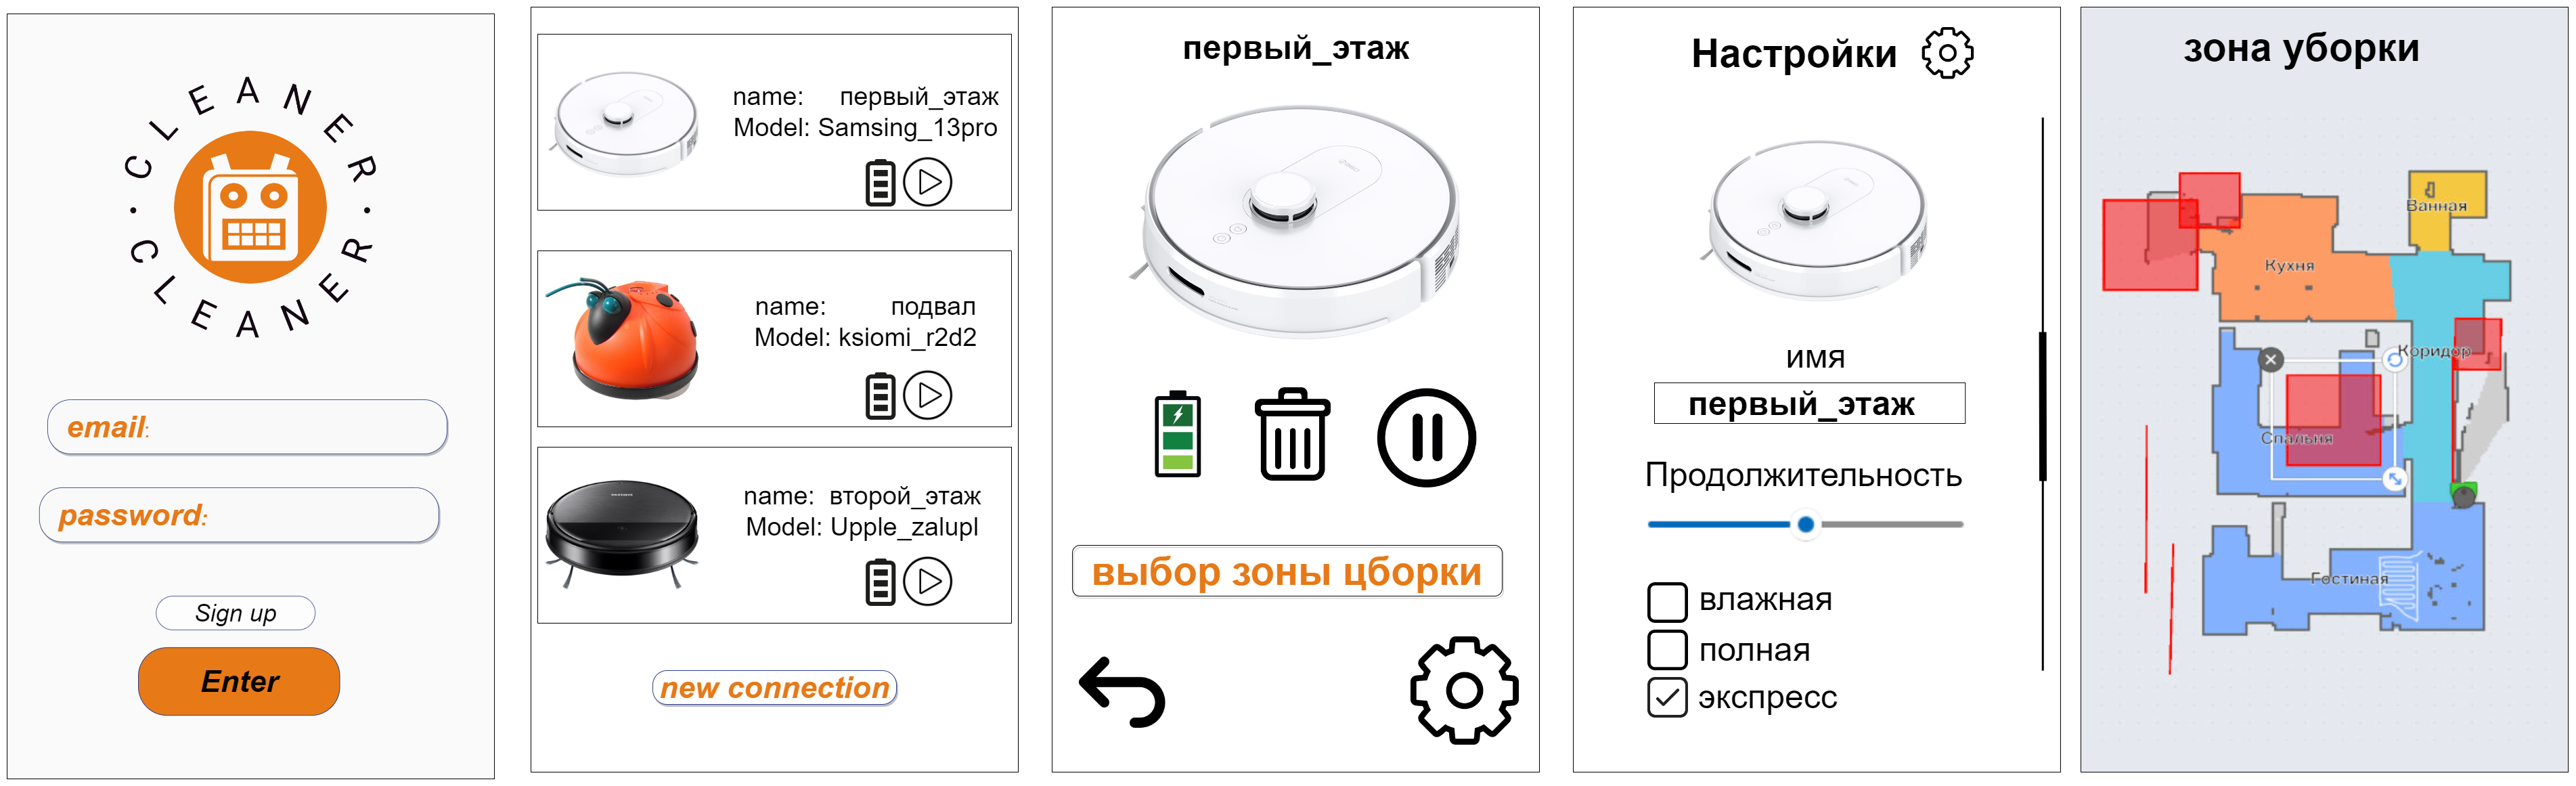 · CLEANER ·
CLEANER
email:
password:
Sign up
Enter
name: первый_этаж
Model: Samsing_13pro
name: подвал
Model: ksiomi_r2d2
name: второй_этаж
Model: Upple_zalupl
new connection
первый_этаж
выбор зоны цборки
Настройки
имя
первый_этаж
Продолжительность
влажная
полная
экспресс
зона уборки
Ванная
Кухня
Коридор
Спальня
Гостиная